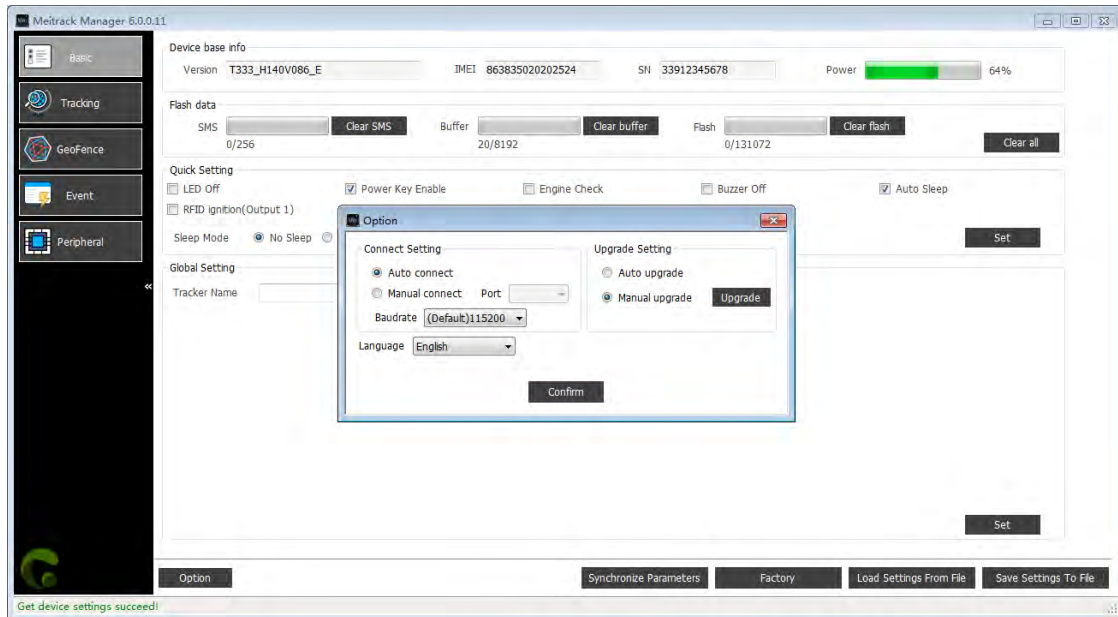 Meitrack Manager 6.0.0.11
Basic
Tracking
GeoFence
Event
Peripheral
«
Device base info
Version T333_H140V086_E IMEI 863835020202524 SN 33912345678 Power 64%
Flash data
SMS Clear SMS Buffer Clear buffer Flash Clear flash
0/256 20/8192 0/131072 Clear all
Quick Setting
LED Off Power Key Enable Engine Check Buzzer Off Auto Sleep
RFID ignition(Output 1)
Sleep Mode No Sleep Set
Global Setting
Tracker Name
Option
Connect Setting Upgrade Setting
Auto connect Auto upgrade
Manual connect Port Manual upgrade Upgrade
Baudrate (Default)115200
Language English
Confirm
Set
Option Synchronize Parameters Factory Load Settings From File Save Settings To File
Get device settings succeed!